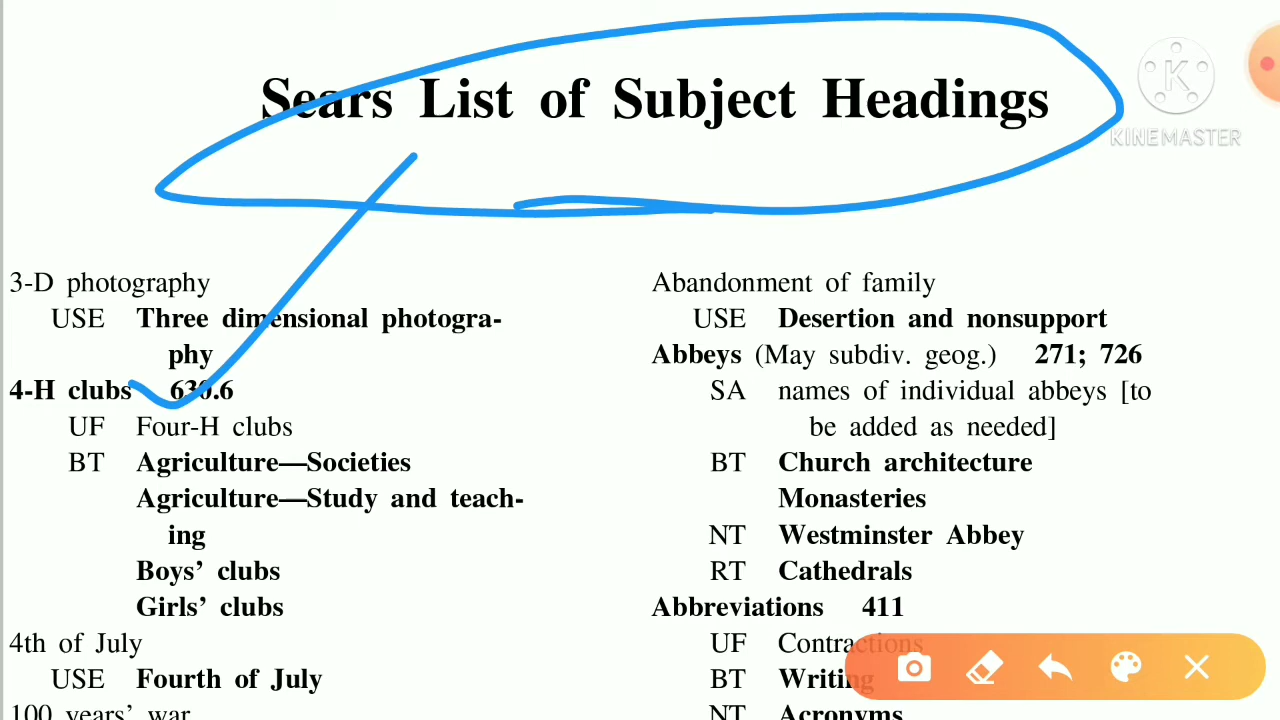 Sears List of Subject Headings
KINEMASTER
3-D photography
USE Three dimensional photogra-
phy
4-H clubs 630.6
UF Four-H clubs
BT Agriculture—Societies
Agriculture—Study and teach-
ing
Boys’ clubs
Girls’ clubs
4th of July
USE Fourth of July
100 years’ war
Abandonment of family
USE Desertion and nonsupport
Abbeys (May subdiv. geog.) 271; 726
SA names of individual abbeys [to
be added as needed]
BT Church architecture
Monasteries
NT Westminster Abbey
RT Cathedrals
Abbreviations 411
UF Contractions
BT Writing
NT Acronyms